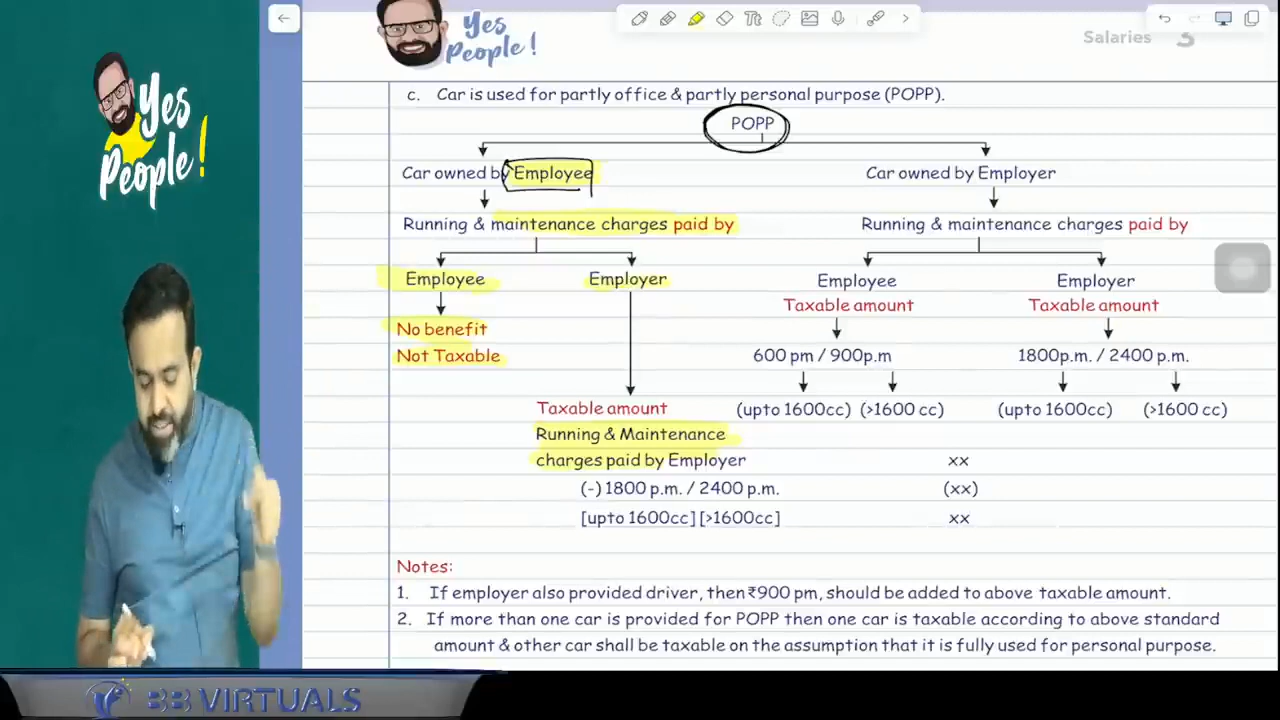 Yes
People!
Yes
People!
Salaries 3
c. Car is used for partly office & partly personal purpose (POPP).
POPP
Car owned by Employee
Car owned by Employer
Running & maintenance charges paid by
Running & maintenance charges paid by
Employee
Employer
Employee
Employer
Taxable amount
Taxable amount
No benefit
Not Taxable
600 pm / 900p.m
1800p.m. / 2400 p.m.
Taxable amount
(upto 1600cc) (>1600 cc)
(upto 1600cc) (>1600 cc)
Running & Maintenance
charges paid by Employer xx
(-) 1800 p.m. / 2400 p.m. (xx)
[upto 1600cc] [>1600cc] xx
Notes:
1. If employer also provided driver, then ₹900 pm, should be added to above taxable amount.
2. If more than one car is provided for POPP then one car is taxable according to above standard
amount & other car shall be taxable on the assumption that it is fully used for personal purpose.
BB VIRTUALS